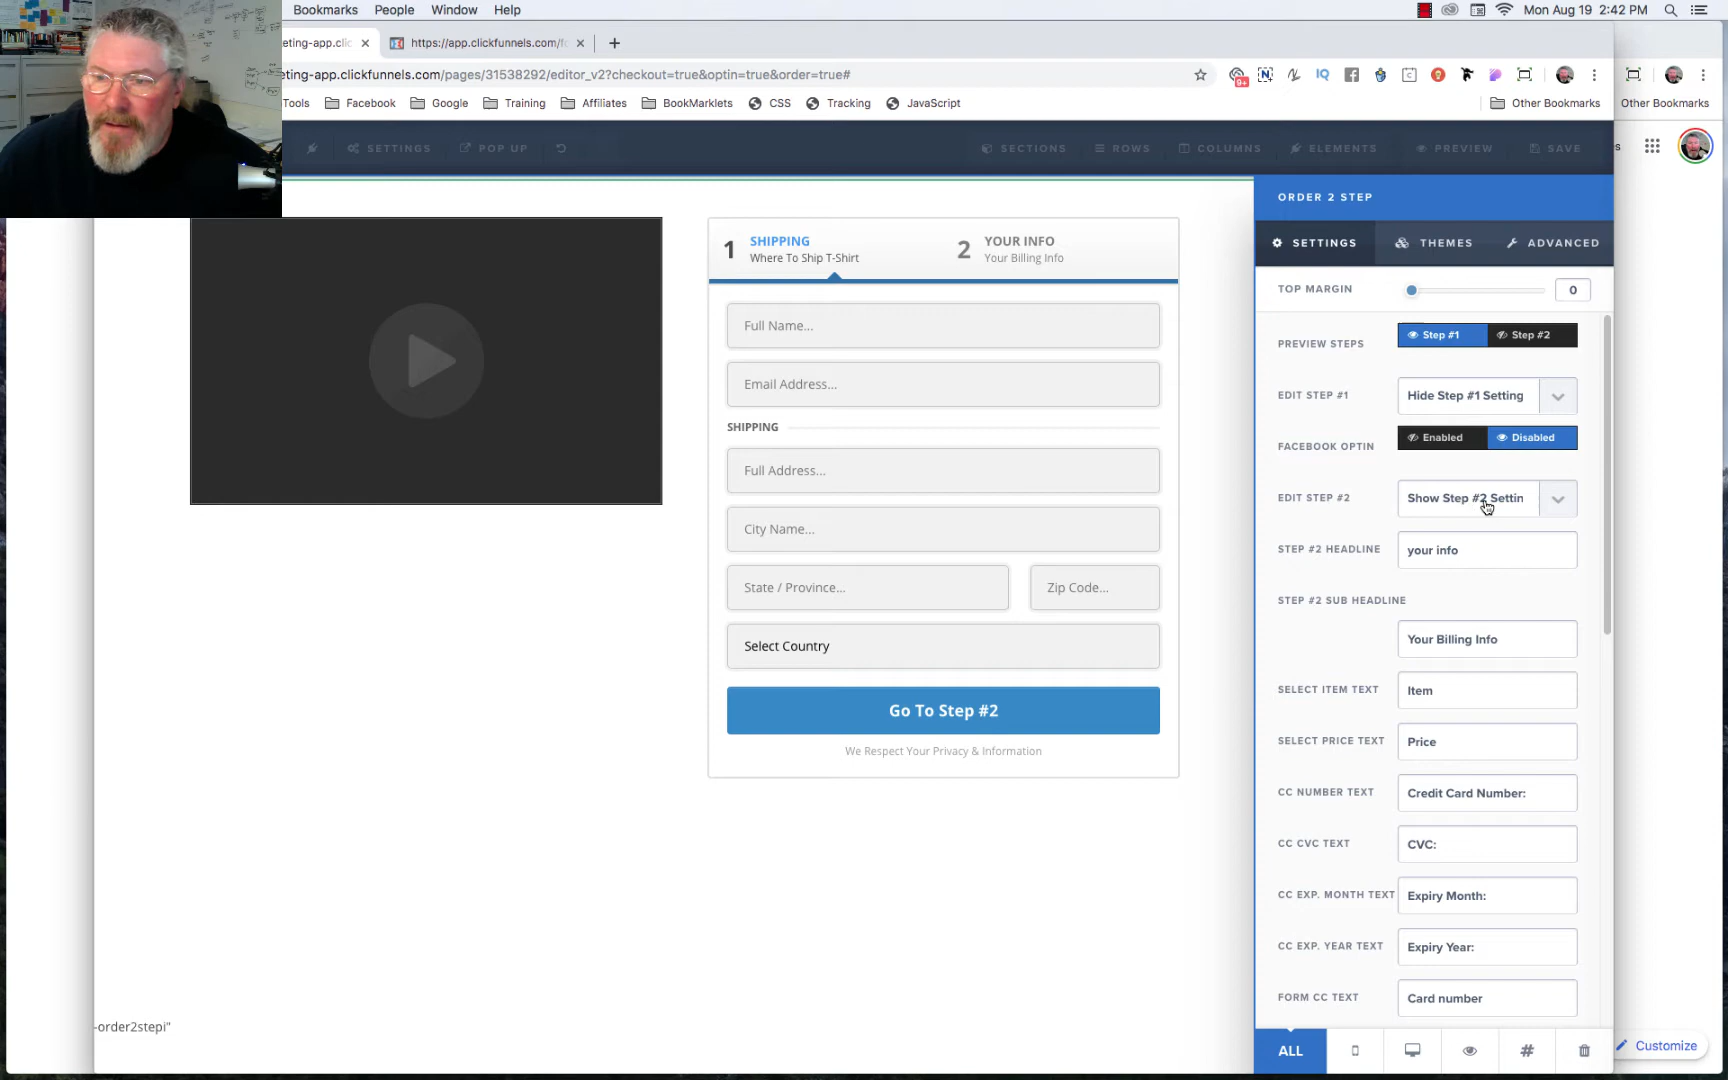 Bookmarks People Window Help
Mon Aug 19 2:42 PM
eting-app.clic × https://app.clickfunnels.com/fo × +
eting-app.clickfunnels.com/pages/31538292/editor_v2?checkout=true&optin=true&order=true#
9+
Tools Facebook Google Training Affiliates BookMarklets CSS Tracking JavaScript Other Bookmarks Other Bookmarks
SETTINGS POP UP SECTIONS ROWS COLUMNS ELEMENTS PREVIEW SAVE
ORDER 2 STEP
SETTINGS THEMES ADVANCED
TOP MARGIN 0
PREVIEW STEPS Step #1 Step #2
EDIT STEP #1 Hide Step #1 Setting
FACEBOOK OPTIN Enabled Disabled
EDIT STEP #2 Show Step #2 Settin
STEP #2 HEADLINE your info
STEP #2 SUB HEADLINE
Your Billing Info
SELECT ITEM TEXT Item
SELECT PRICE TEXT Price
CC NUMBER TEXT Credit Card Number:
CC CVC TEXT CVC:
CC EXP. MONTH TEXT Expiry Month:
CC EXP. YEAR TEXT Expiry Year:
FORM CC TEXT Card number
ALL
Customize
1 SHIPPING
Where To Ship T-Shirt
2 YOUR INFO
Your Billing Info
Full Name...
Email Address...
SHIPPING
Full Address...
City Name...
State / Province... Zip Code...
Select Country
Go To Step #2
We Respect Your Privacy & Information
-order2stepi"